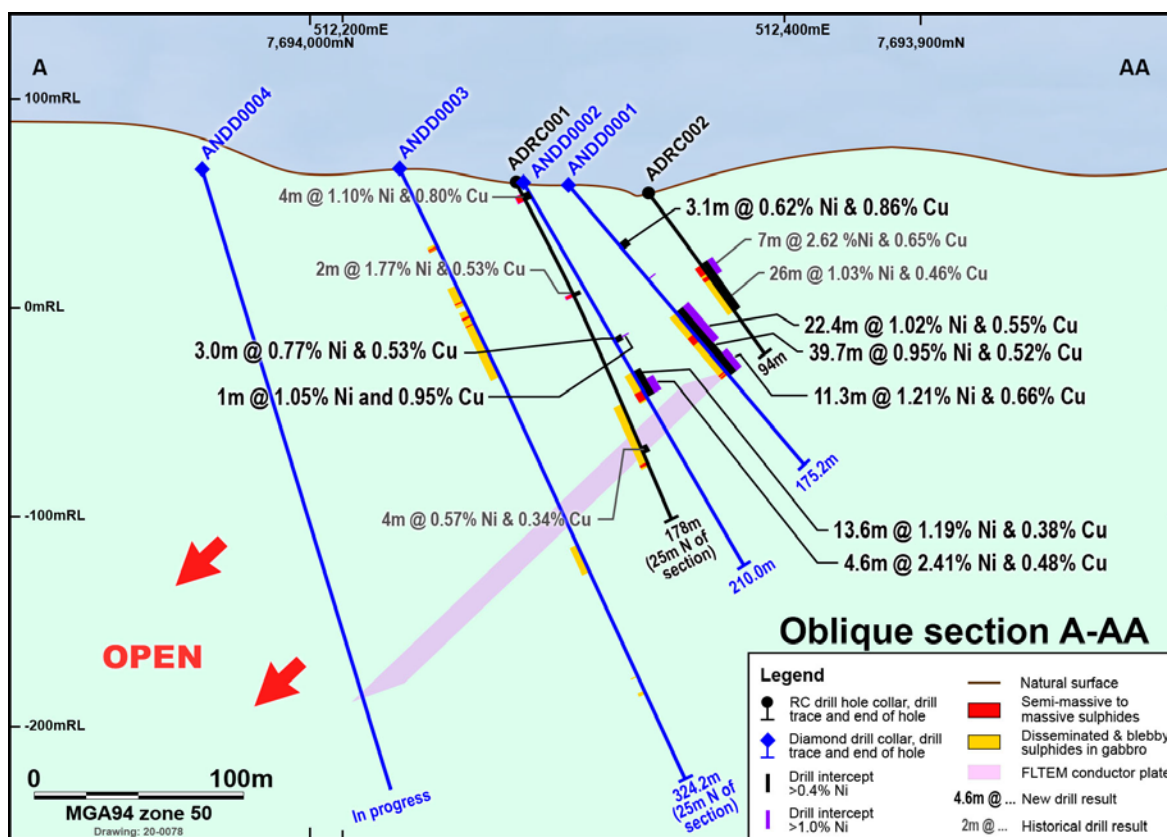 512,200mE
7,694,000mN
512,400mE
7,693,900mN
A
AA
100mRL
ANDD0004
ANDD0003
ADRC001
ANDD0002
ANDD0001
ADRC002
4m @ 1.10% Ni & 0.80% Cu
3.1m @ 0.62% Ni & 0.86% Cu
7m @ 2.62 %Ni & 0.65% Cu
2m @ 1.77% Ni & 0.53% Cu
26m @ 1.03% Ni & 0.46% Cu
0mRL
22.4m @ 1.02% Ni & 0.55% Cu
3.0m @ 0.77% Ni & 0.53% Cu
39.7m @ 0.95% Ni & 0.52% Cu
94m
1m @ 1.05% Ni and 0.95% Cu
11.3m @ 1.21% Ni & 0.66% Cu
175.2m
-100mRL
4m @ 0.57% Ni & 0.34% Cu
178m
(25m N of
section)
13.6m @ 1.19% Ni & 0.38% Cu
4.6m @ 2.41% Ni & 0.48% Cu
210.0m
OPEN
-200mRL
324.2m
(25m N of
section)
In progress
0
100m
MGA94 zone 50
Drawing: 20-0078
Oblique section A-AA
Legend
RC drill hole collar, drill
trace and end of hole
Diamond drill collar, drill
trace and end of hole
Drill intercept
>0.4% Ni
Drill intercept
>1.0% Ni
Natural surface
Semi-massive to
massive sulphides
Disseminated & blebby
sulphides in gabbro
FLTEM conductor plate
4.6m @ ... New drill result
2m @ ... Historical drill result